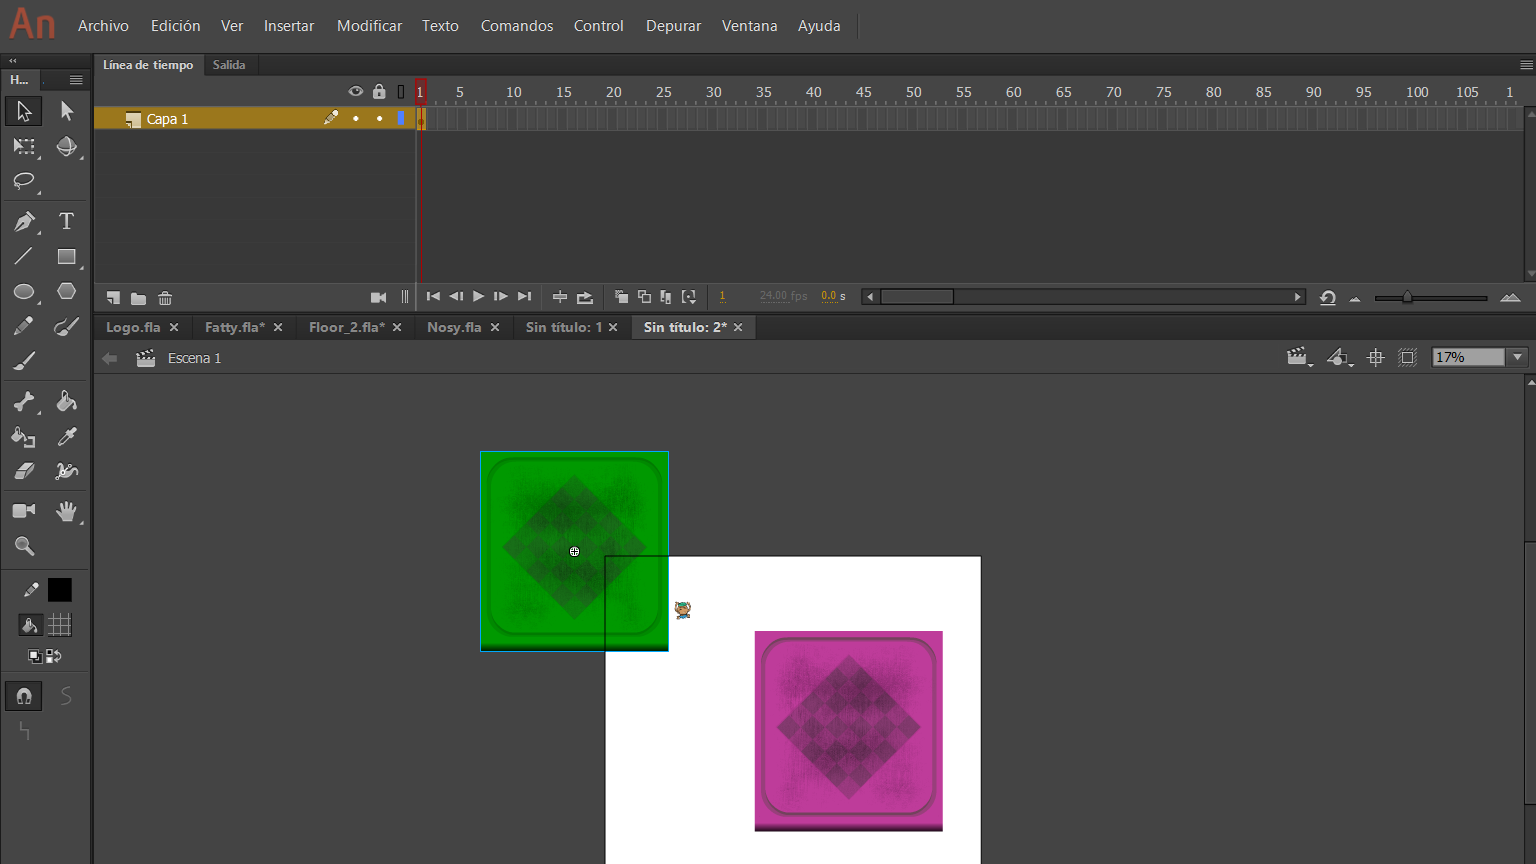 An Archivo Edición Ver Insertar Modificar Texto Comandos Control Depurar Ventana Ayuda
Línea de tiempo Salida
H...
1 5 10 15 20 25 30 35 40 45 50 55 60 65 70 75 80 85 90 95 100 105 1
Capa 1
1 24.00 fps 0.0 s
Logo.fla Fatty.fla* Floor_2.fla* Nosy.fla Sin título: 1 Sin título: 2*
Escena 1 17%
T